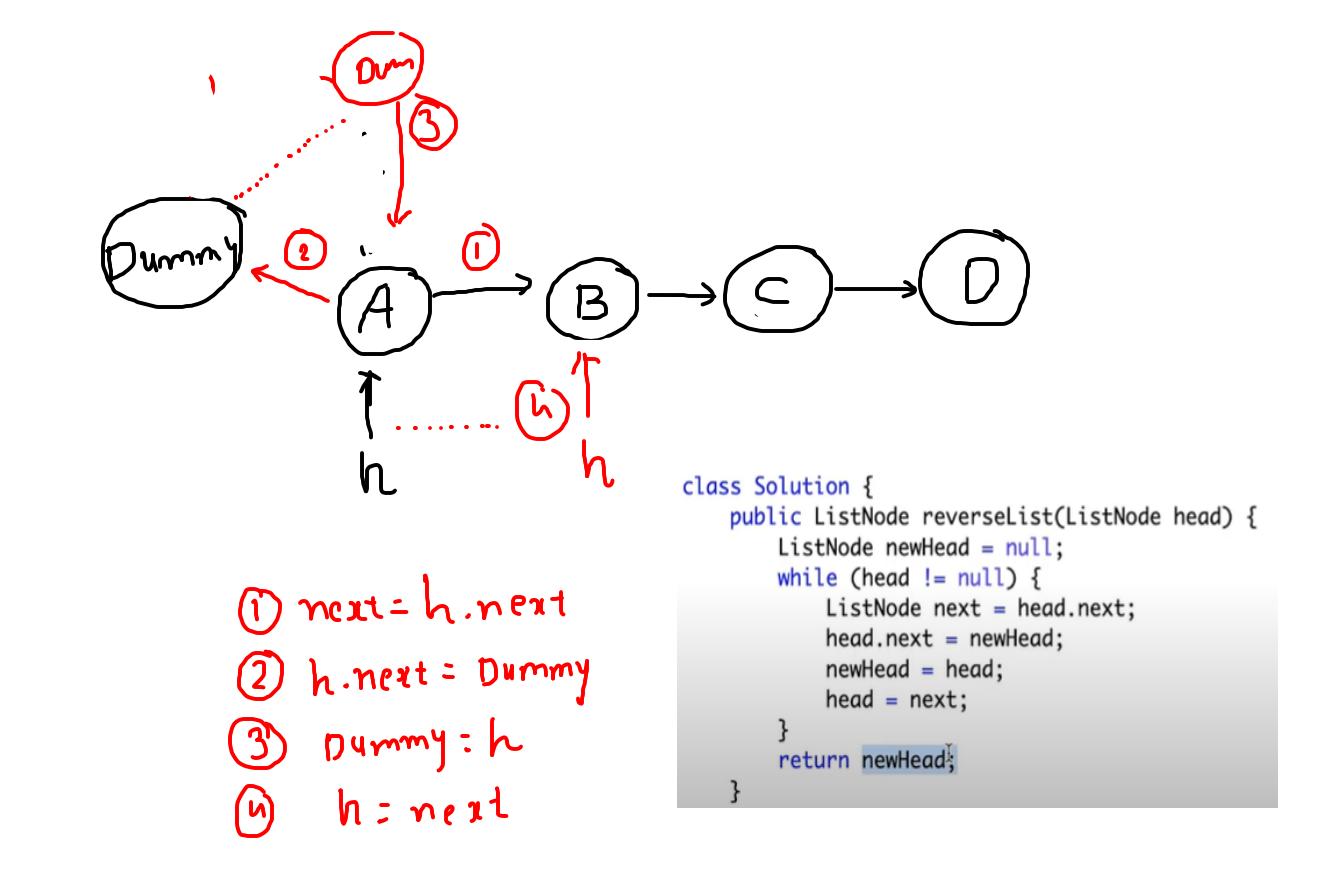 Dum
3
Dummy
2
1
A
B
C
D
4
h
h
class Solution {
public ListNode reverseList(ListNode head) {
ListNode newHead = null;
while (head != null) {
ListNode next = head.next;
head.next = newHead;
newHead = head;
head = next;
}
return newHead;
}
1 next = h.next
2 h.next = Dummy
3 Dummy = h
4 h = next